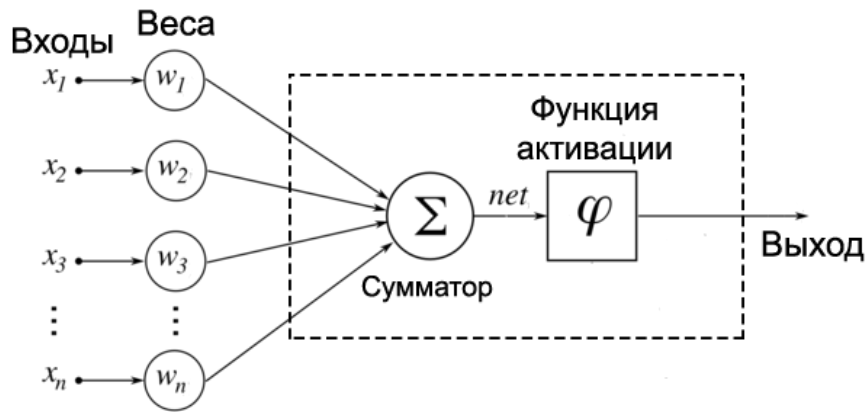 Входы
Веса
x1
w1
Функция
активации
x2
w2
Σ
net
φ
x3
w3
Сумматор
Выход
⋮
⋮
xn
wn